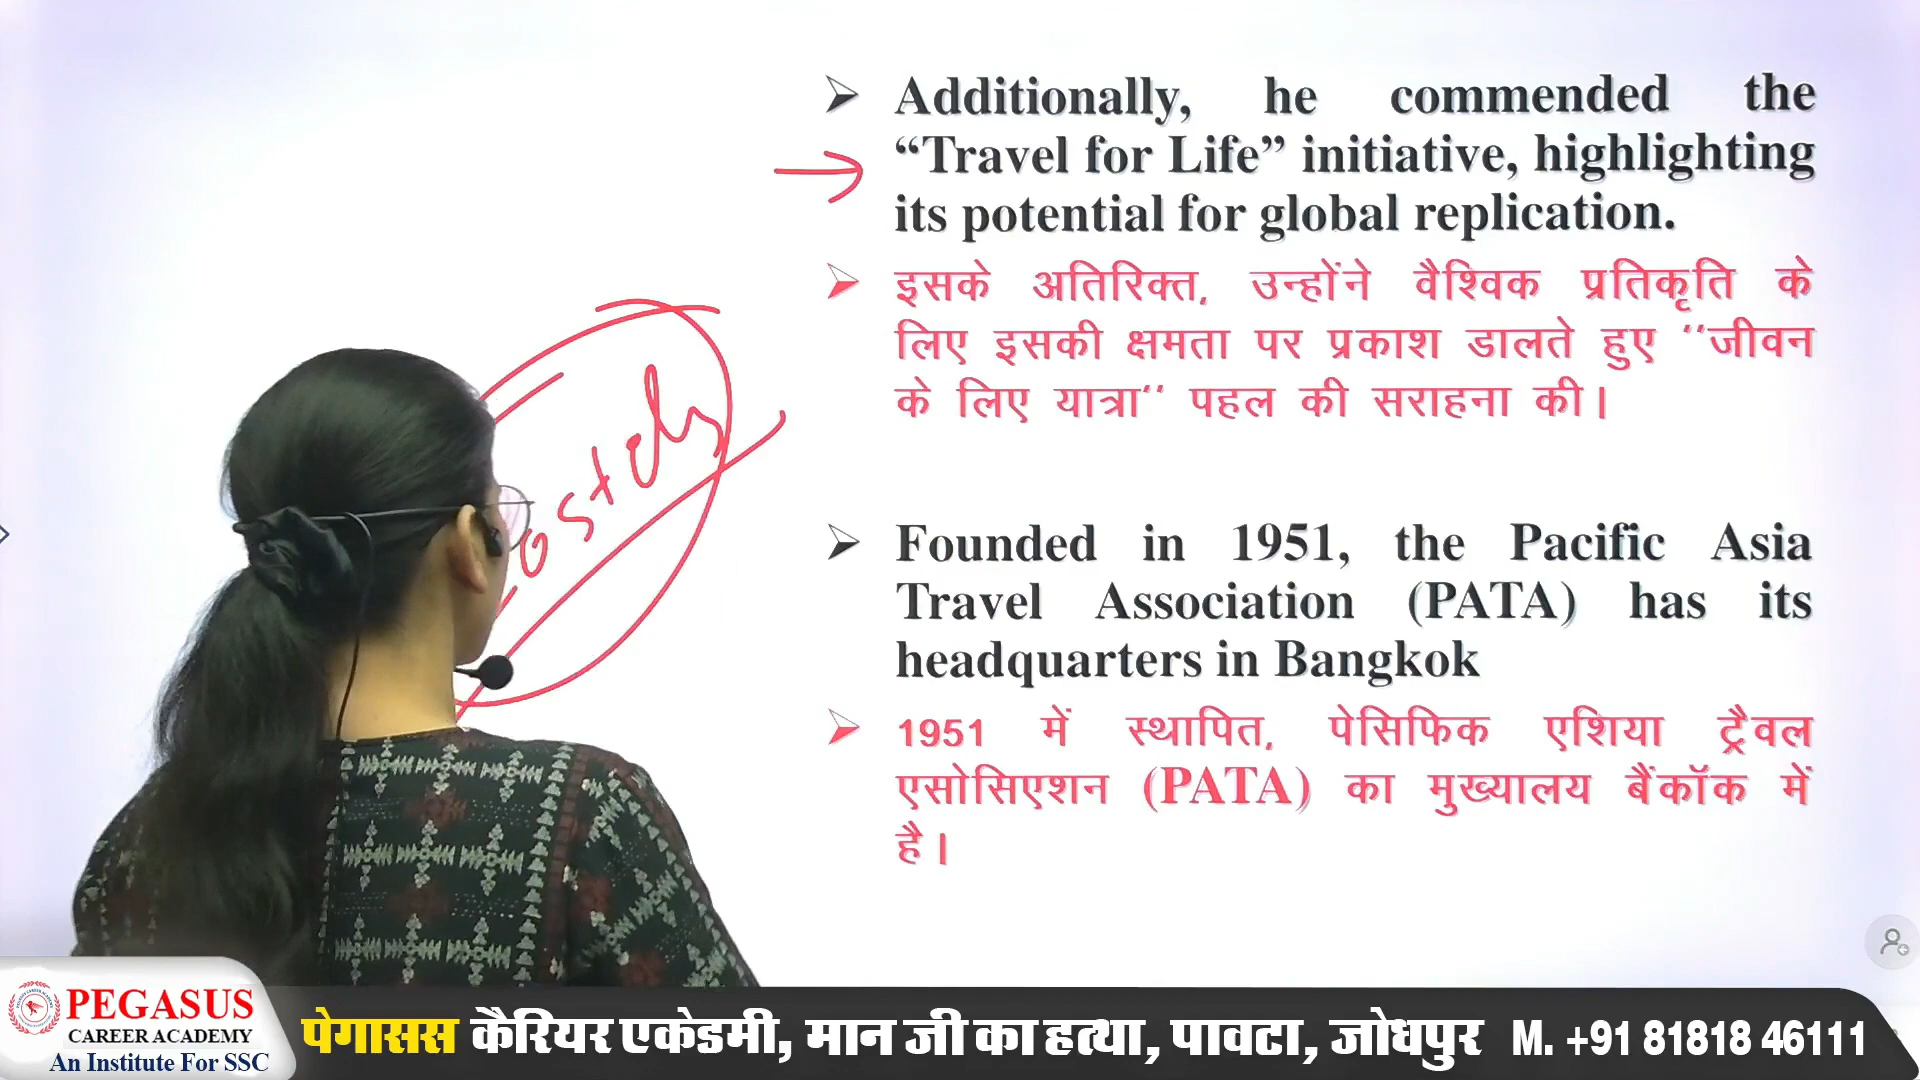 ➢ Additionally, he commended the
“Travel for Life” initiative, highlighting
its potential for global replication.
➢ इसके अतिरिक्त, उन्होंने वैश्विक प्रतिकृति के
लिए इसकी क्षमता पर प्रकाश डालते हुए ‘‘जीवन
के लिए यात्रा‘‘ पहल की सराहना की।
➢ Founded in 1951, the Pacific Asia
Travel Association (PATA) has its
headquarters in Bangkok
➢ 1951 में स्थापित, पेसिफिक एशिया ट्रैवल
एसोसिएशन (PATA) का मुख्यालय बैंकॉक में
है।
PEGASUS
CAREER ACADEMY
An Institute For SSC
पेगासस कैरियर एकेडमी, मान जी का हत्था, पावटा, जोधपुर M. +91 81818 46111